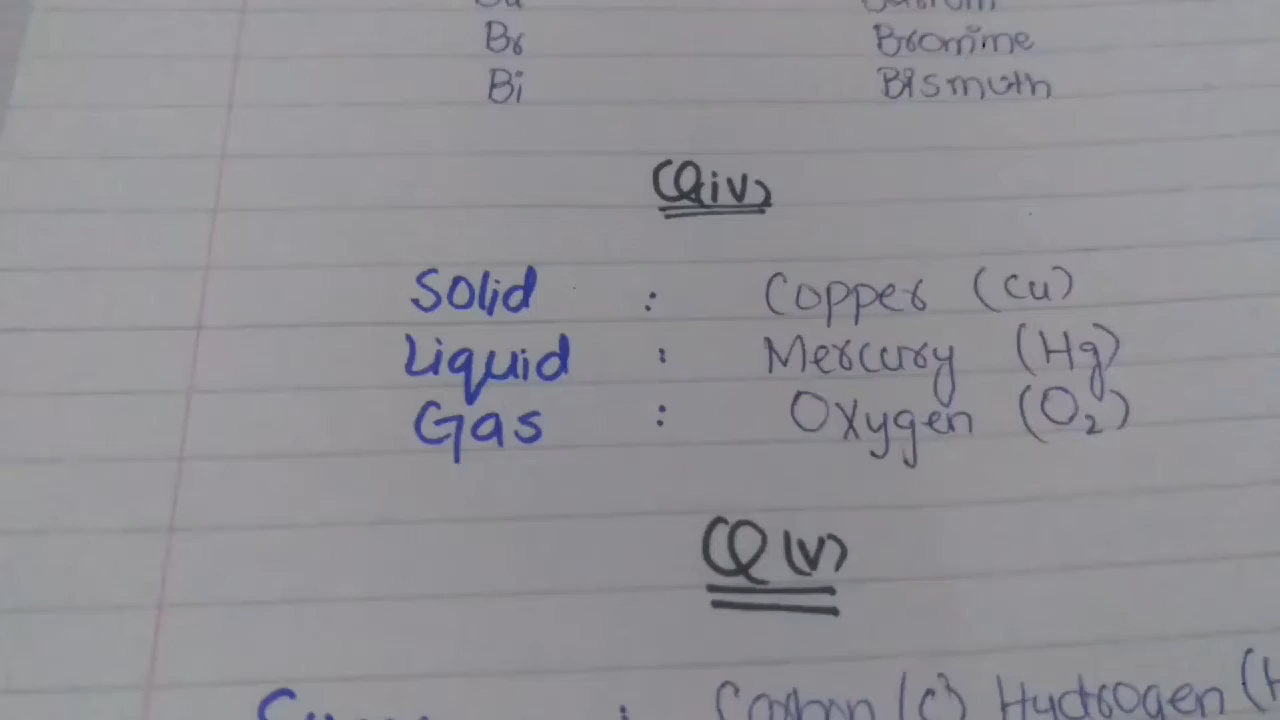 Br Bromine
Bi Bismuth
Q(iv)
Solid : Copper (Cu)
Liquid : Mercury (Hg)
Gas : Oxygen (O₂)
Q(v)
: Carbon (C) Hydrogen (H